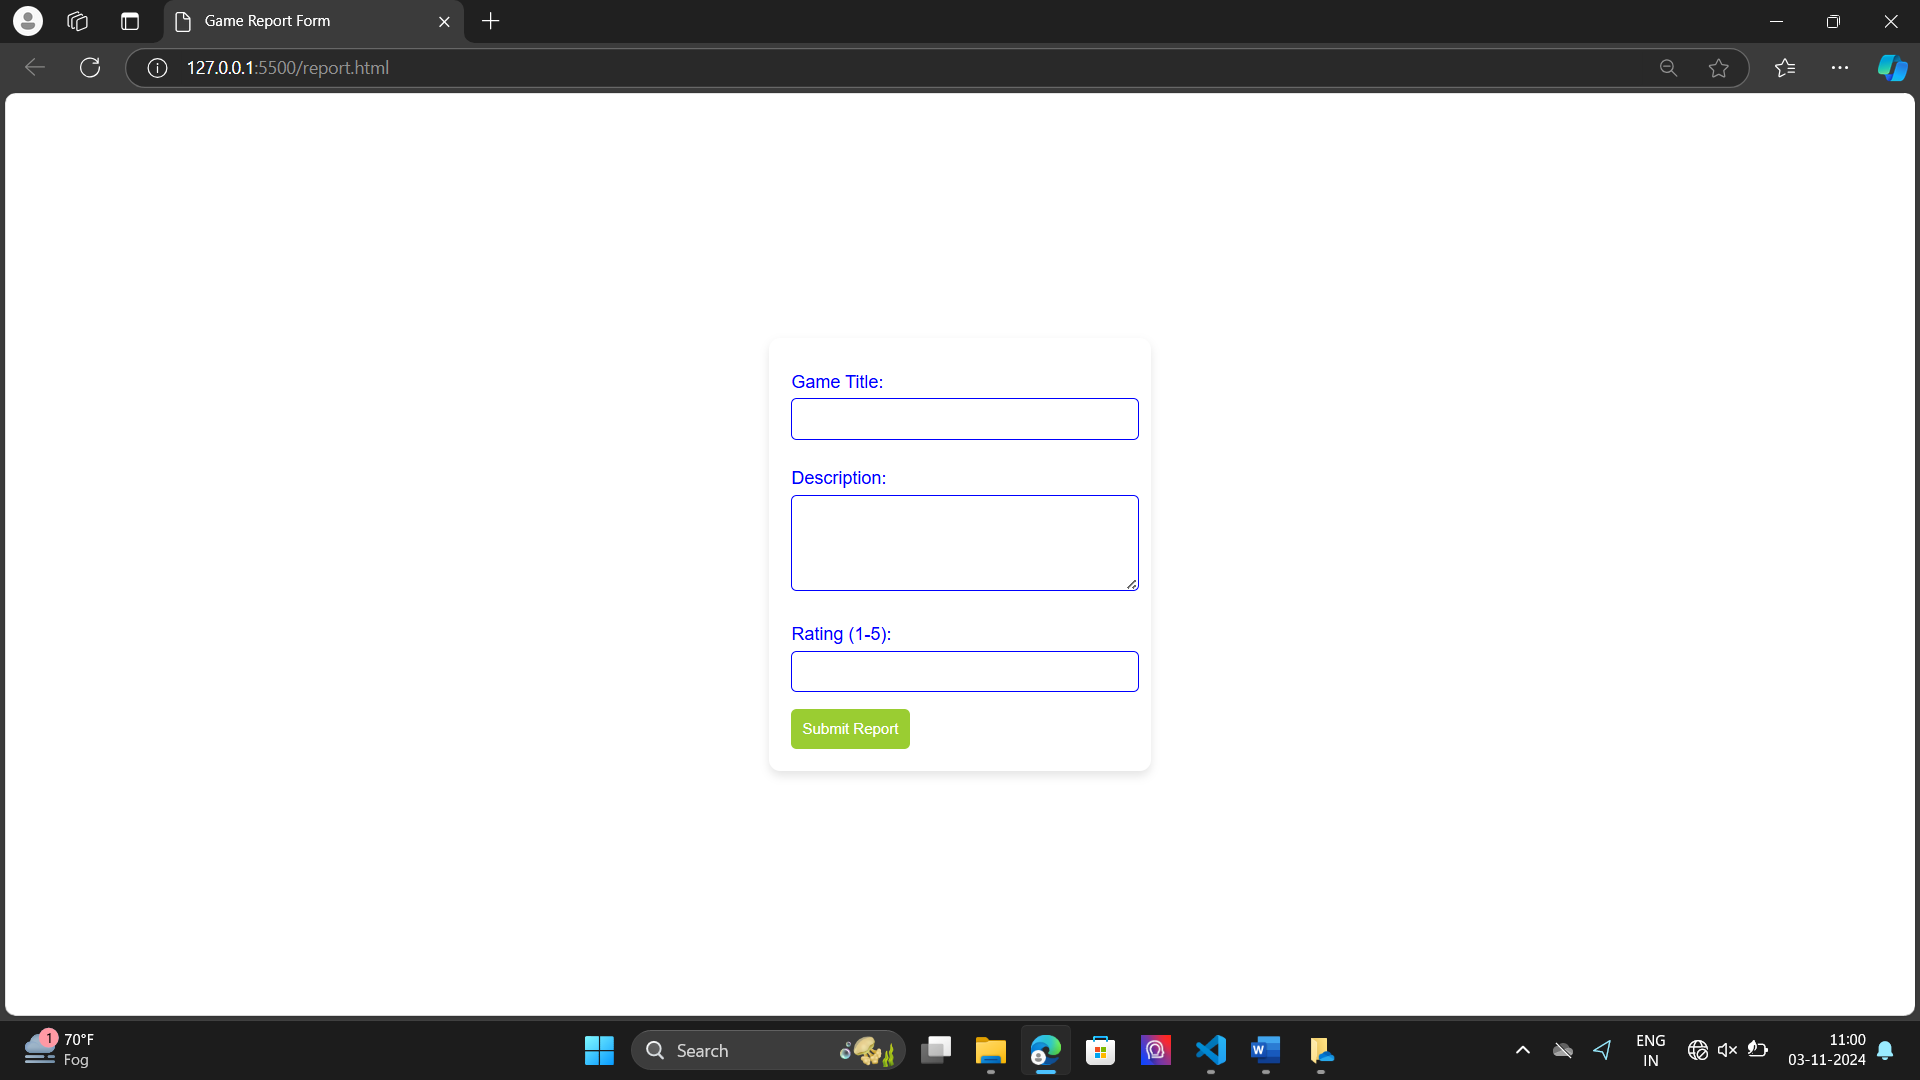 Game Report Form
127.0.0.1:5500/report.html
Game Title:
Description:
Rating (1-5):
Submit Report
1
70°F
Fog
Search
W
ENG
IN
11:00
03-11-2024